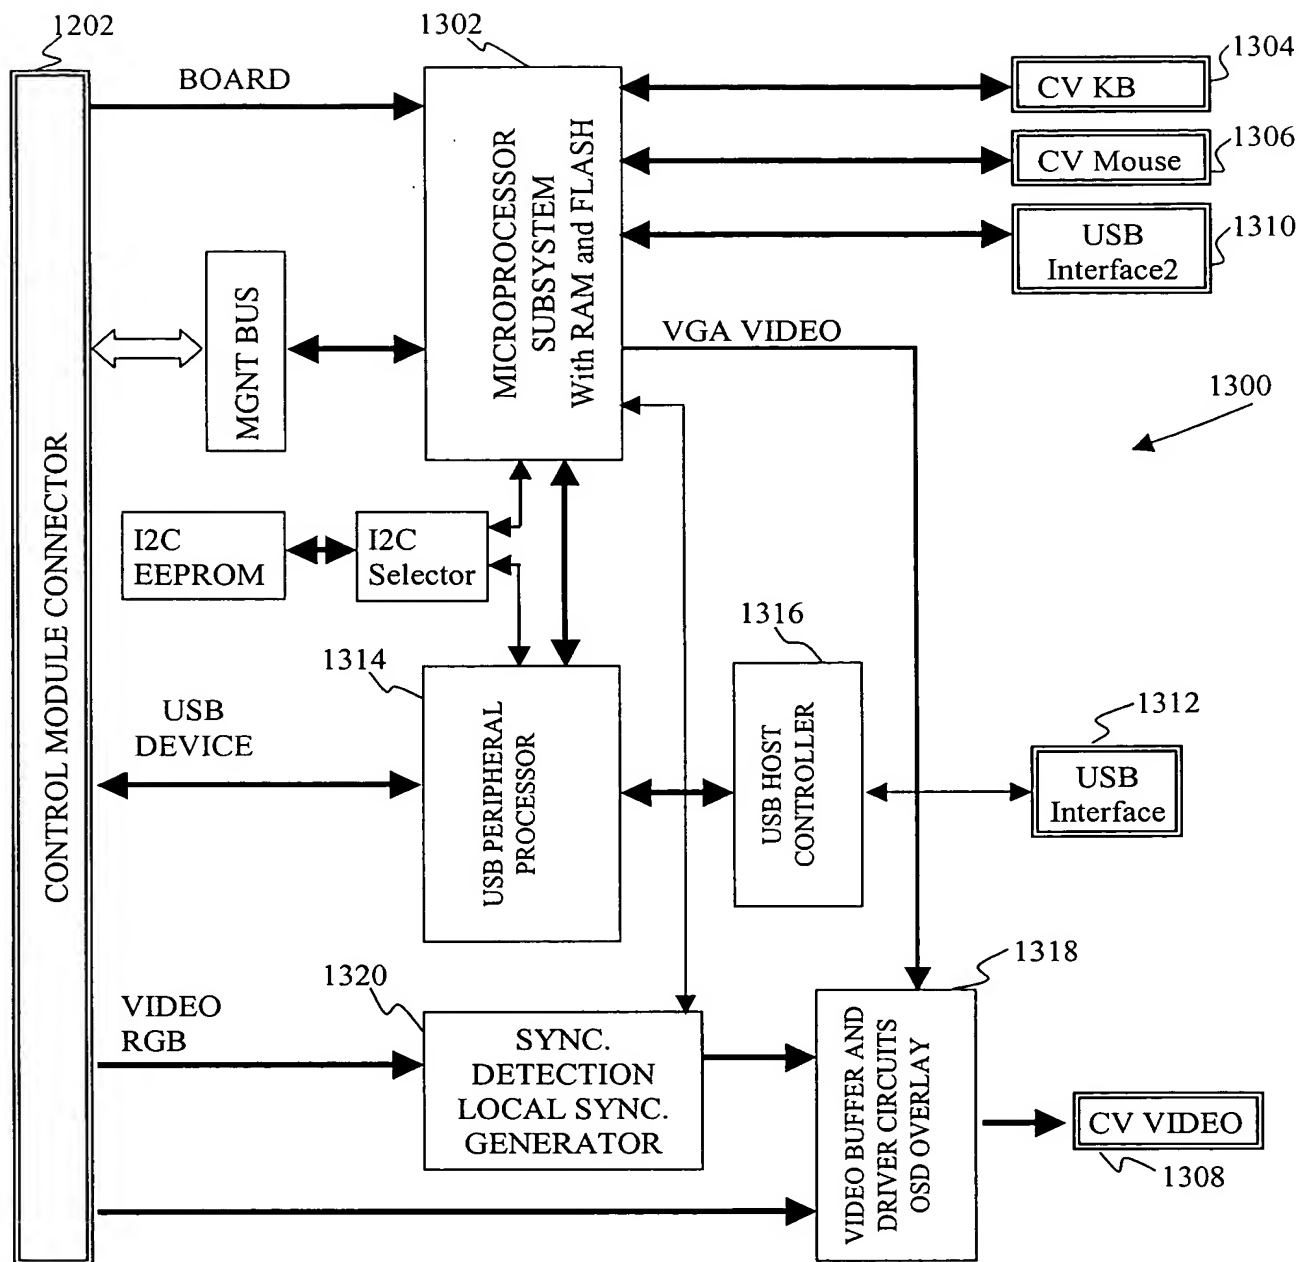 1202
1302
1304
BOARD
CV KB
1306
CV Mouse
1310
USB
Interface2
MICROPROCESSOR
SUBSYSTEM
With RAM and FLASH
MGNT BUS
VGA VIDEO
1300
CONTROL MODULE CONNECTOR
I2C
EEPROM
I2C
Selector
1316
1314
1312
USB
DEVICE
USB PERIPHERAL
PROCESSOR
USB HOST
CONTROLLER
USB
Interface
1318
1320
VIDEO
RGB
SYNC.
DETECTION
LOCAL SYNC.
GENERATOR
VIDEO BUFFER AND
DRIVER CIRCUITS
OSD OVERLAY
CV VIDEO
1308